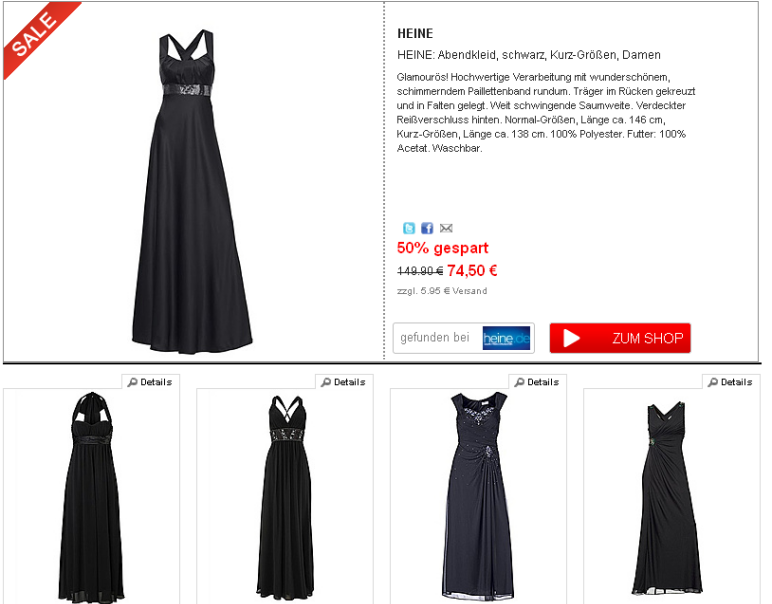 SALE
HEINE
HEINE: Abendkleid, schwarz, Kurz-Größen, Damen
Glamourös! Hochwertige Verarbeitung mit wunderschönem,
schimmerndem Paillettenband rundum. Träger im Rücken gekreuzt
und in Falten gelegt. Weit schwingende Saumweite. Verdeckter
Reißverschluss hinten. Normal-Größen, Länge ca. 146 cm,
Kurz-Größen, Länge ca. 138 cm. 100% Polyester. Futter: 100%
Acetat. Waschbar.
50% gespart
149.90 € 74,50 €
zzgl. 5.95 € Versand
gefunden bei heine.de ZUM SHOP
Details Details Details Details